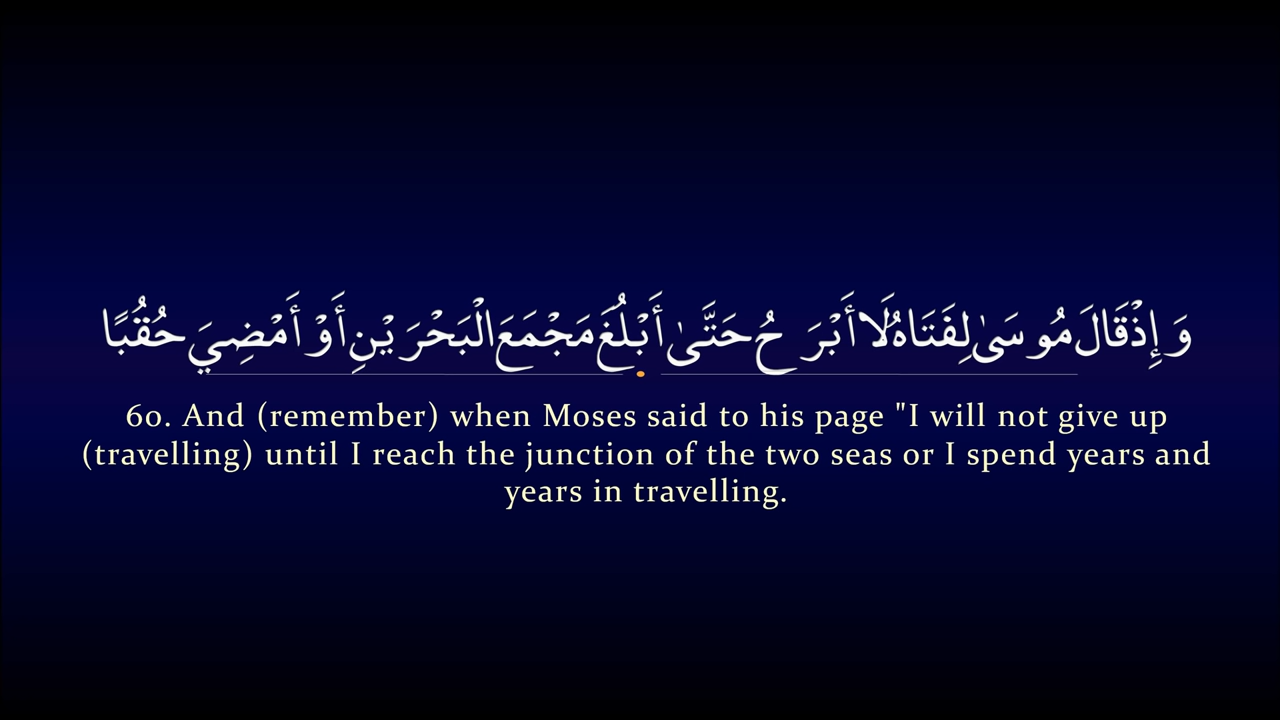 وَإِذْ قَالَ مُوسَىٰ لِفَتَاهُ لَا أَبْرَحُ حَتَّىٰ أَبْلُغَ مَجْمَعَ الْبَحْرَيْنِ أَوْ أَمْضِيَ حُقُبًا
60. And (remember) when Moses said to his page "I will not give up
(travelling) until I reach the junction of the two seas or I spend years and
years in travelling.